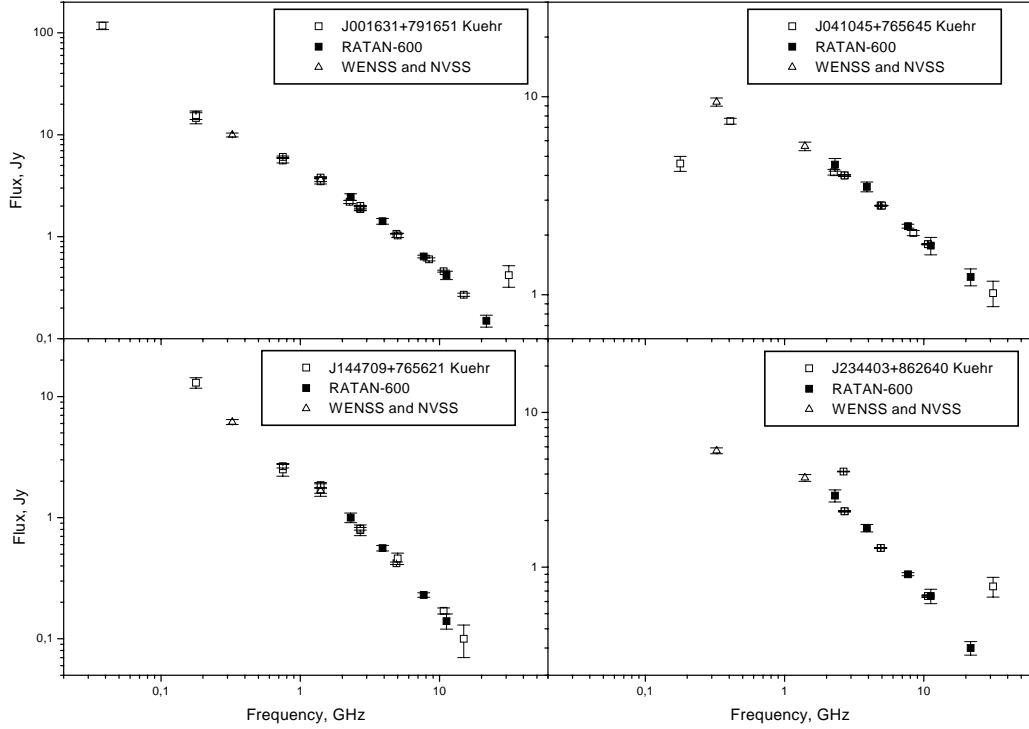 J001631+791651 Kuehr
RATAN-600
WENSS and NVSS
100
10
1
0,1
Flux, Jy
J041045+765645 Kuehr
RATAN-600
WENSS and NVSS
10
1
J144709+765621 Kuehr
RATAN-600
WENSS and NVSS
10
1
0,1
Flux, Jy
0,1 1 10
Frequency, GHz
J234403+862640 Kuehr
RATAN-600
WENSS and NVSS
10
1
0,1 1 10
Frequency, GHz